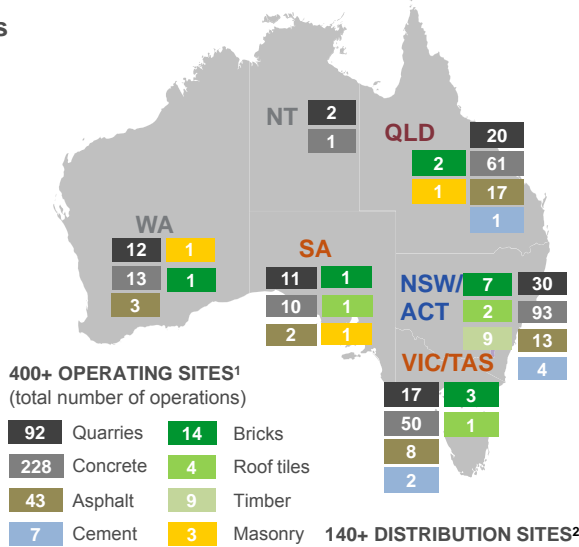 s
NT
2
1
QLD
20
2
61
1
17
1
WA
12
1
13
1
3
SA
11
1
10
1
2
1
NSW/
ACT
7
30
2
93
9
13
4
VIC/TAS
17
3
50
1
8
2
400+ OPERATING SITES¹
(total number of operations)
92 Quarries 14 Bricks
228 Concrete 4 Roof tiles
43 Asphalt 9 Timber
7 Cement 3 Masonry
140+ DISTRIBUTION SITES²